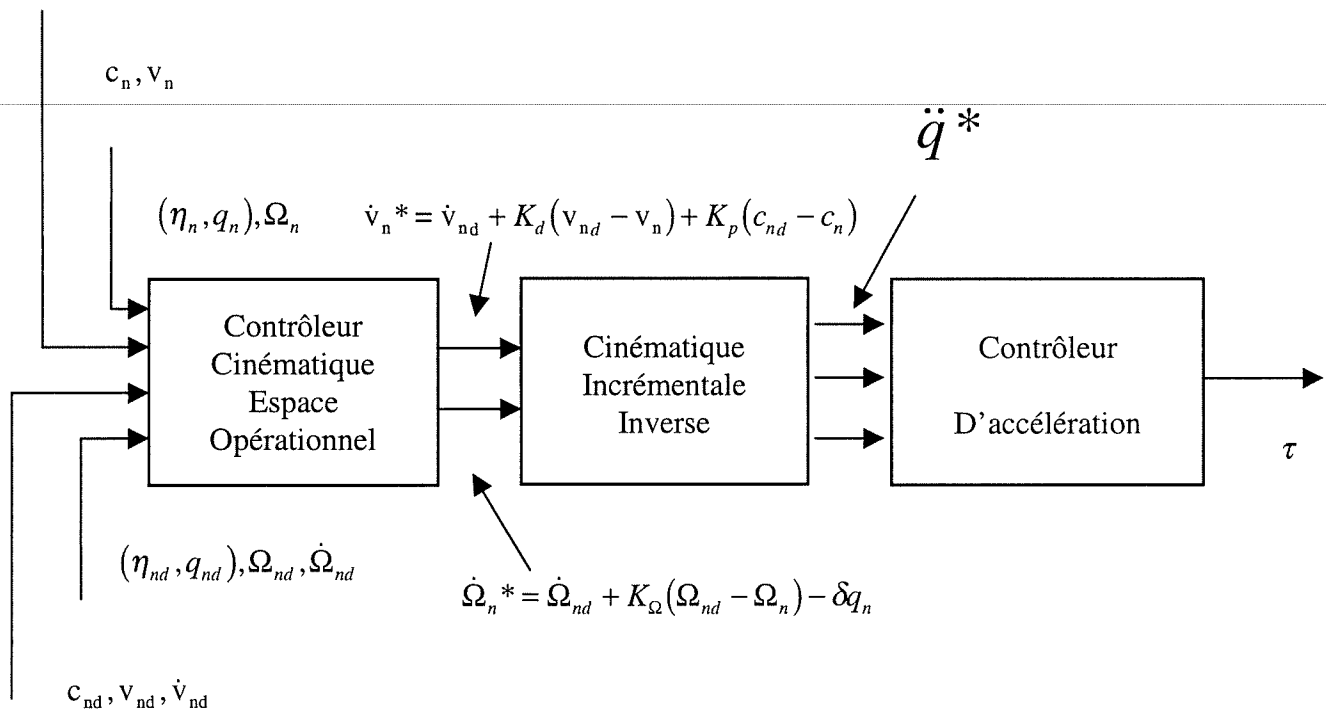 c_n, v_n
q̈ *
(η_n, q_n), Ω_n
v̇_n* = v̇_nd + K_d(v_nd − v_n) + K_p(c_nd − c_n)
Contrôleur
Cinématique
Espace
Opérationnel
Cinématique
Incrémentale
Inverse
Contrôleur
D'accélération
τ
(η_nd, q_nd), Ω_nd, Ω̇_nd
Ω̇_n* = Ω̇_nd + K_Ω(Ω_nd − Ω_n) − δq_n
c_nd, v_nd, v̇_nd